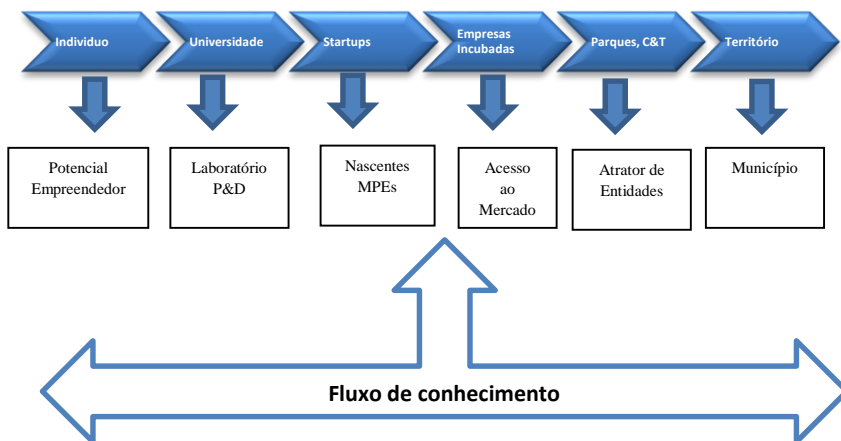 Individuo
Universidade
Startups
Empresas
Incubadas
Parques, C&T
Território
Potencial
Empreendedor
Laboratório
P&D
Nascentes
MPEs
Acesso
ao
Mercado
Atrator de
Entidades
Município
Fluxo de conhecimento